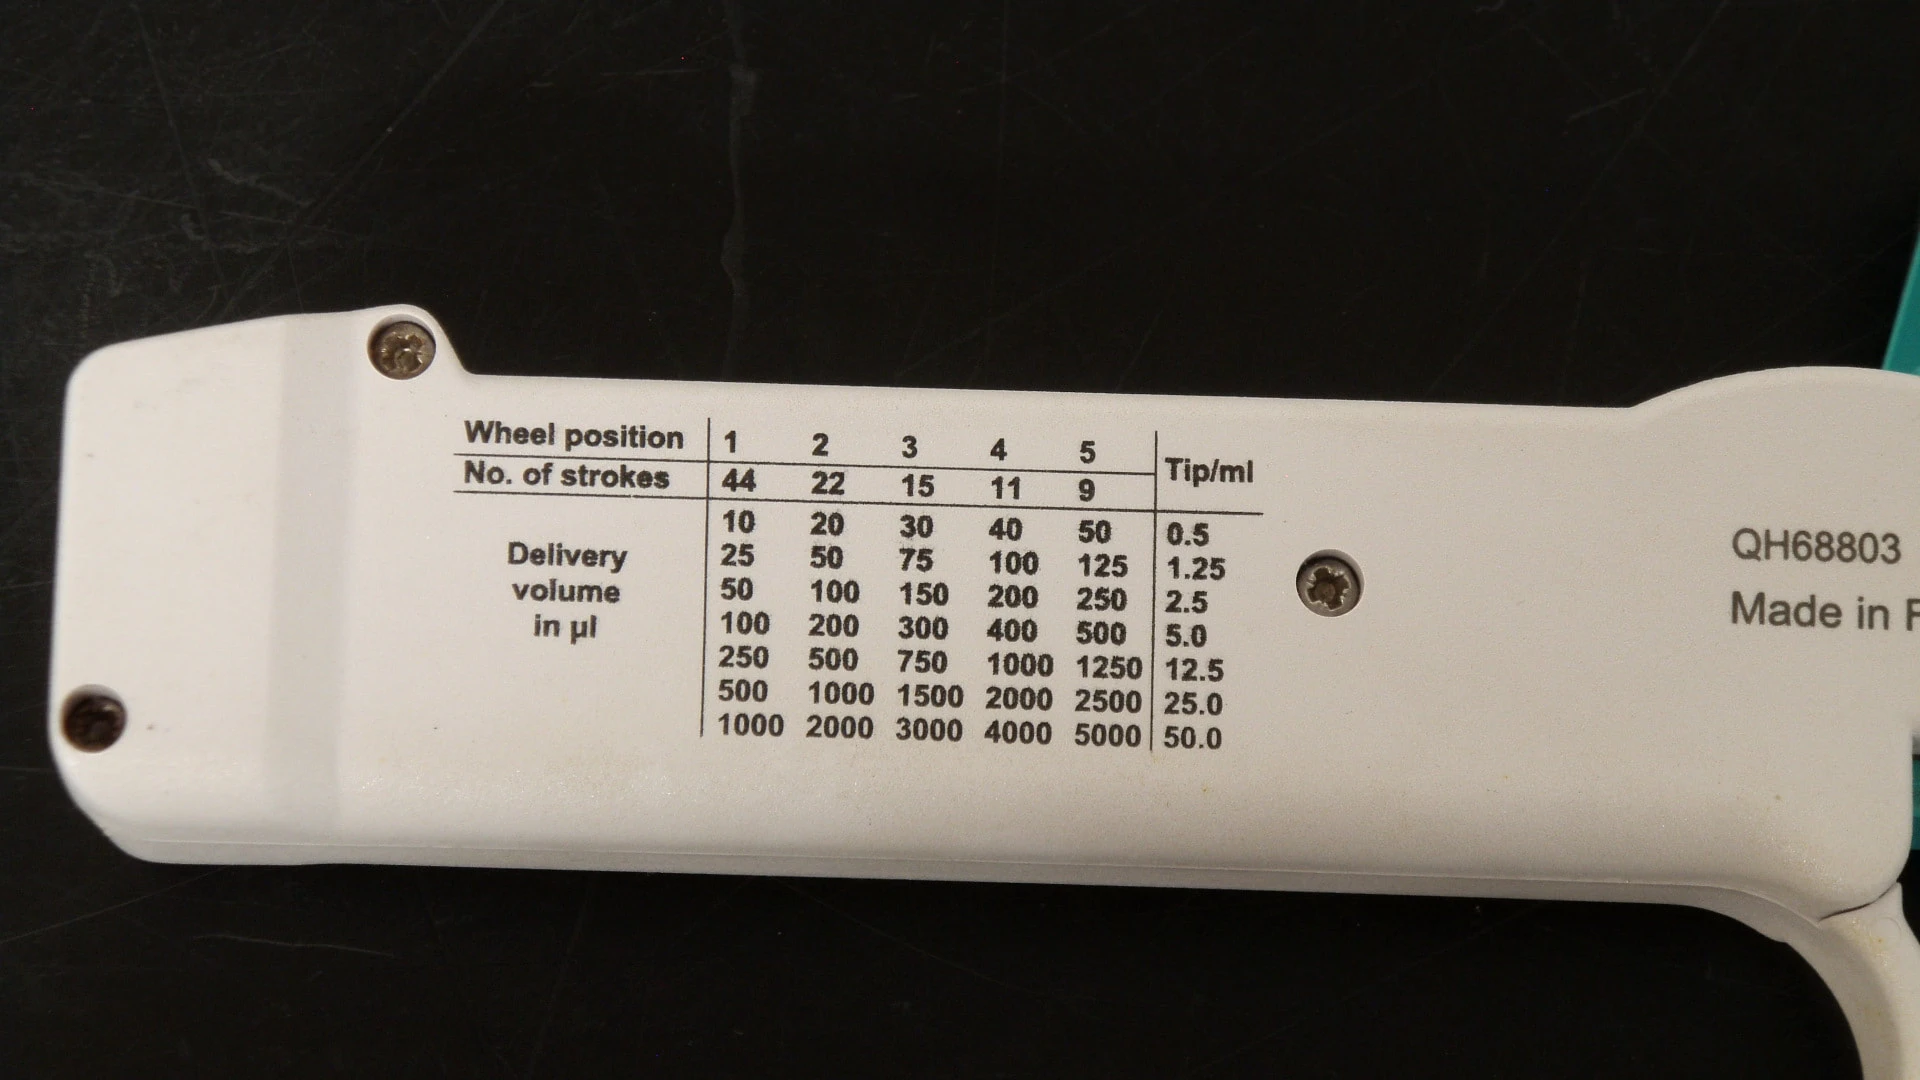 Wheel position 1 2 3 4 5 Tip/ml
No. of strokes 44 22 15 11 9
Delivery volume in µl
10 20 30 40 50 0.5
25 50 75 100 125 1.25
50 100 150 200 250 2.5
100 200 300 400 500 5.0
250 500 750 1000 1250 12.5
500 1000 1500 2000 2500 25.0
1000 2000 3000 4000 5000 50.0
QH68803
Made in F